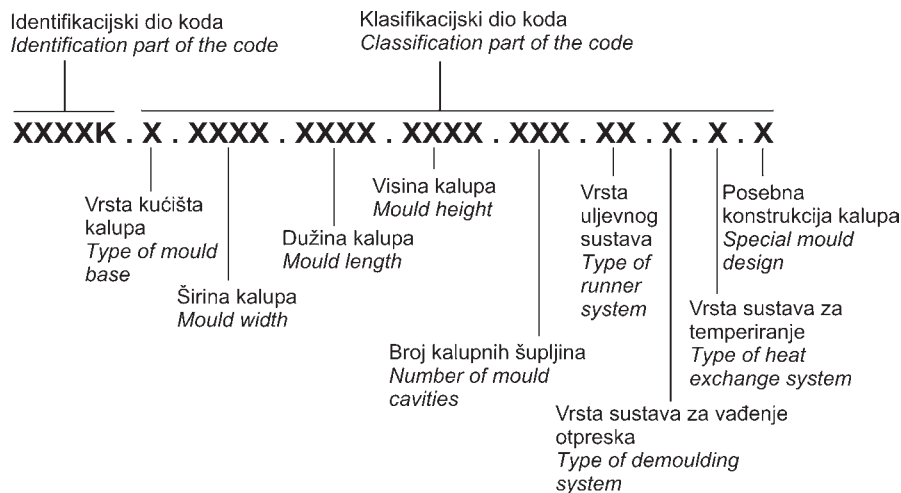 Identifikacijski dio koda
Identification part of the code
Klasifikacijski dio koda
Classification part of the code
XXXXK . X . XXXX . XXXX . XXXX . XXX . XX . X . X . X
Vrsta kućišta
kalupa
Type of mould
base
Širina kalupa
Mould width
Dužina kalupa
Mould length
Visina kalupa
Mould height
Broj kalupnih šupljina
Number of mould
cavities
Vrsta
uljevnog
sustava
Type of
runner
system
Vrsta sustava za vađenje
otpreska
Type of demoulding
system
Vrsta sustava za
temperiranje
Type of heat
exchange system
Posebna
konstrukcija kalupa
Special mould
design